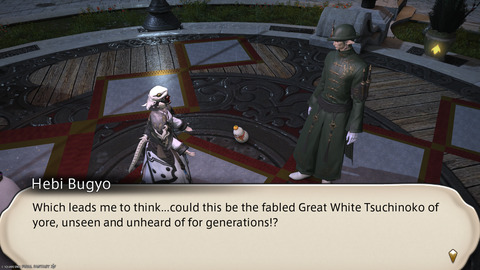 Hebi Bugyo
Which leads me to think...could this be the fabled Great White Tsuchinoko of
yore, unseen and unheard of for generations!?